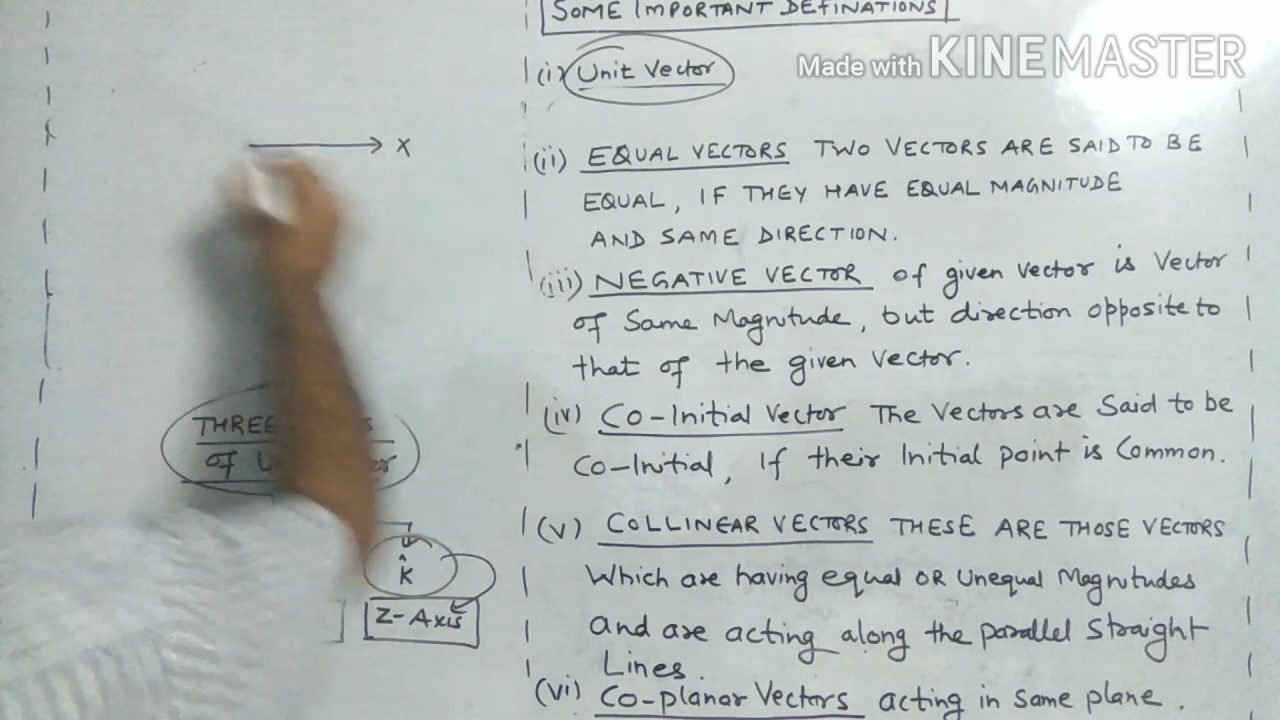 SOME IMPORTANT DEFINATIONS
Made with KINEMASTER
(i) Unit Vector
X
(ii) EQUAL VECTORS TWO VECTORS ARE SAID TO BE
EQUAL, IF THEY HAVE EQUAL MAGNITUDE
AND SAME DIRECTION.
(iii) NEGATIVE VECTOR of given vector is Vector
of Same Magnitude, but direction opposite to
that of the given vector.
(iv) Co-Initial Vector The Vectors are Said to be
Co-Initial, If their Initial point is Common.
(v) COLLINEAR VECTORS THESE ARE THOSE VECTORS
Which are having equal OR Unequal Magnitudes
and are acting along the parallel straight
Lines.
(vi) Co-planar Vectors acting in same plane.
THREE
of
k̂
Z-Axis